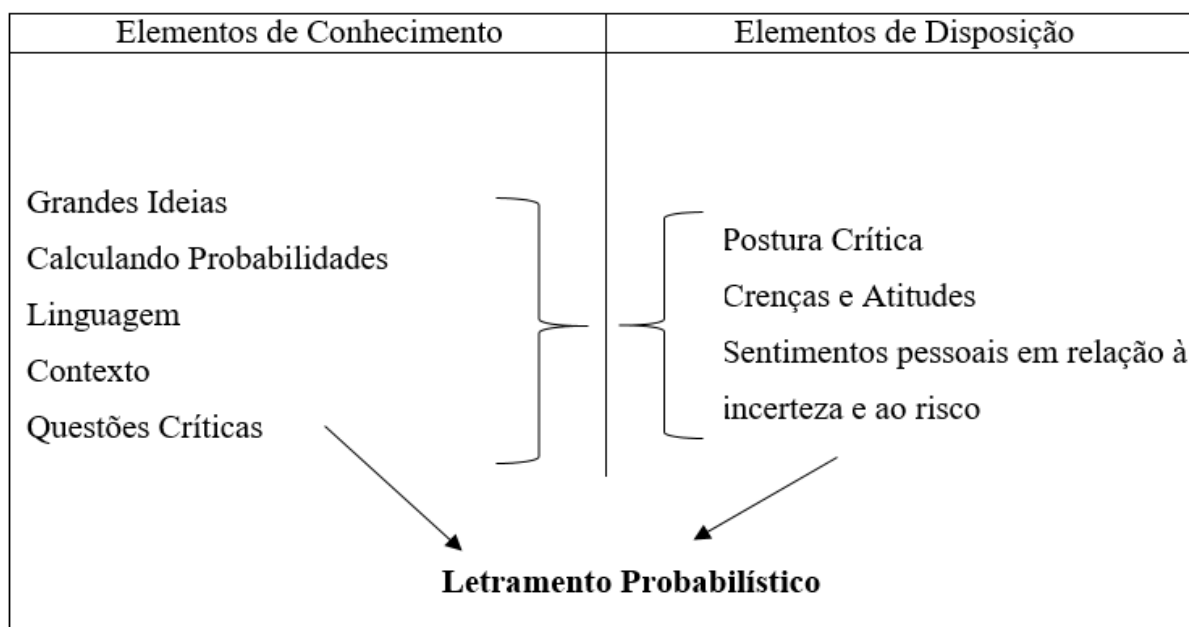 Elementos de Conhecimento
Elementos de Disposição
Grandes Ideias
Calculando Probabilidades
Linguagem
Contexto
Questões Críticas
Postura Crítica
Crenças e Atitudes
Sentimentos pessoais em relação à
incerteza e ao risco
Letramento Probabilístico